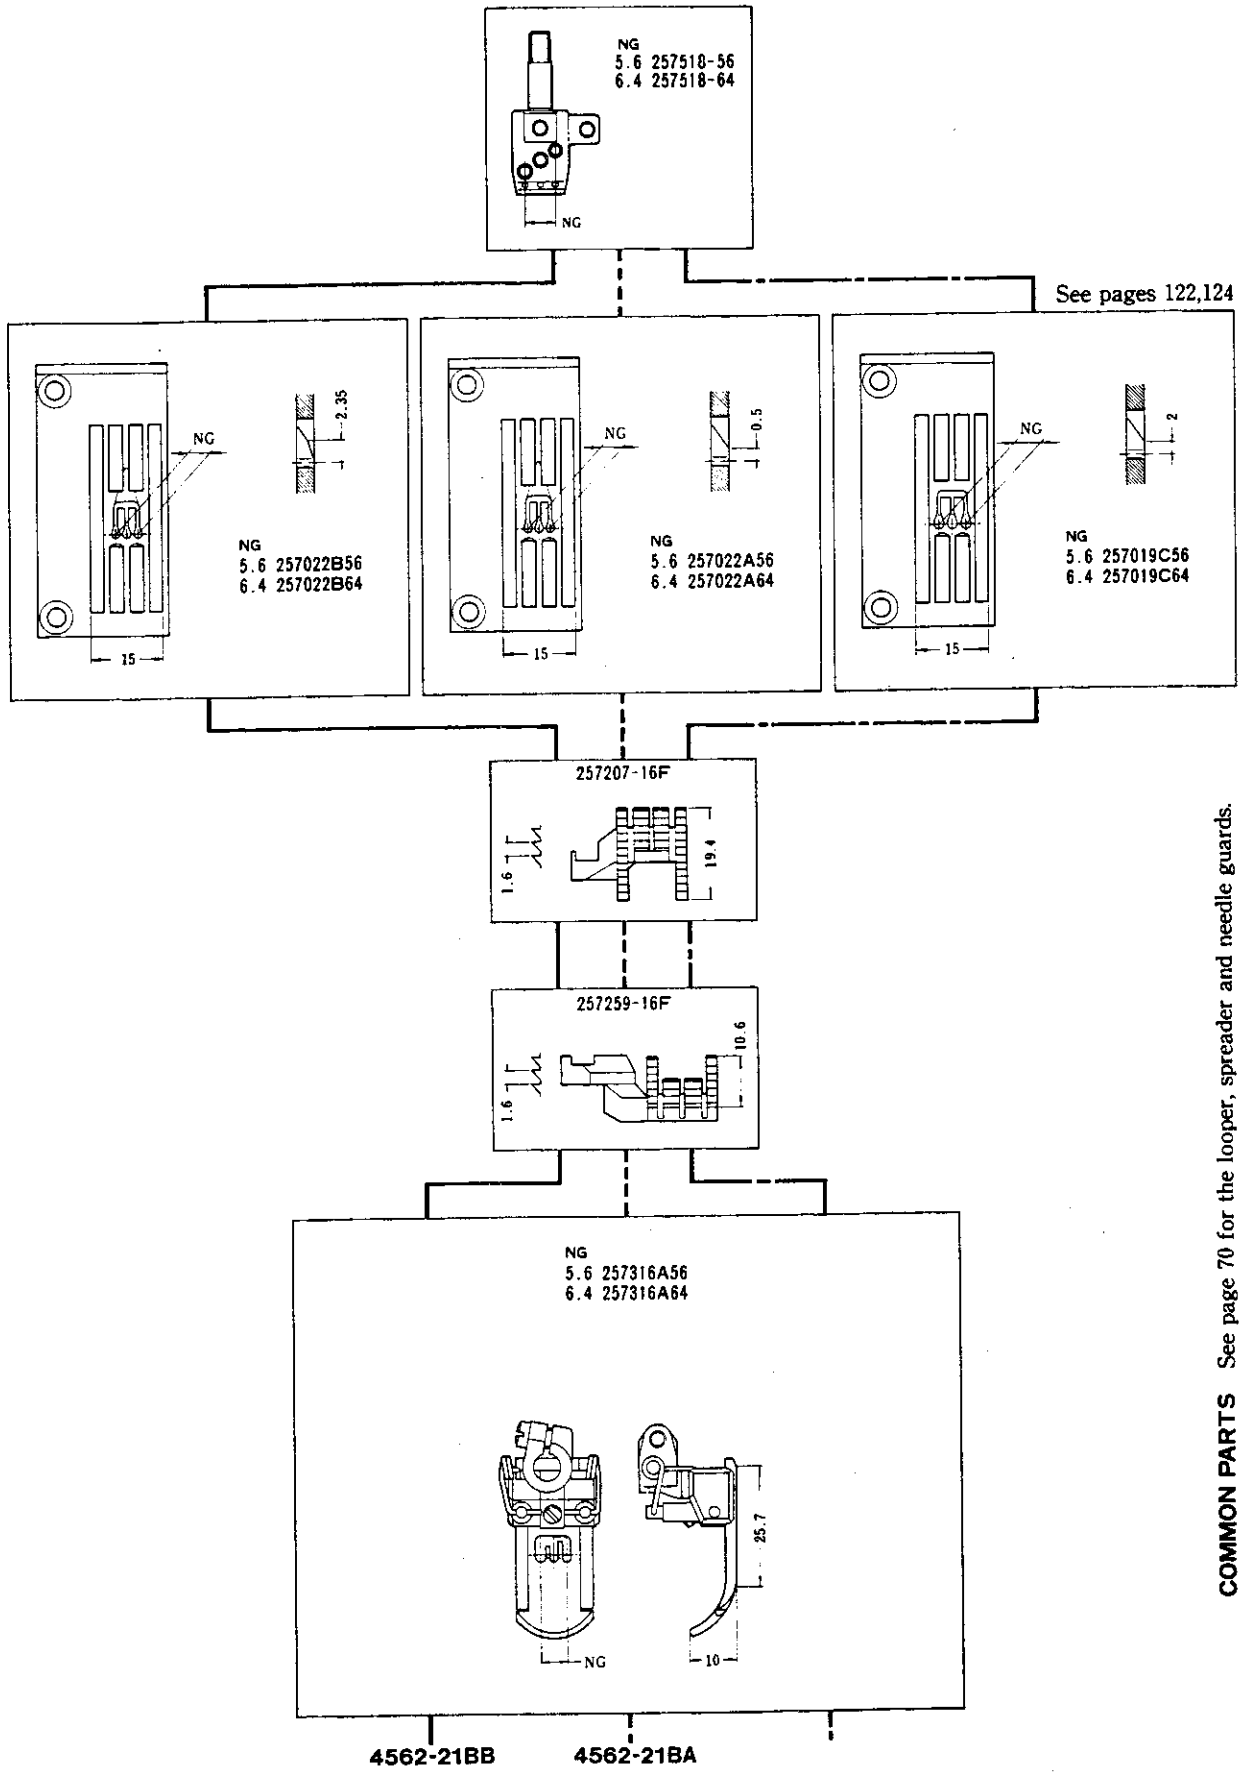 NG
5.6 257518-56
6.4 257518-64
NG
See pages 122,124
NG
2.35
NG
5.6 257022B56
6.4 257022B64
15
NG
0.5
NG
5.6 257022A56
6.4 257022A64
15
NG
2
NG
5.6 257019C56
6.4 257019C64
15
257207-16F
1.6
19.4
257259-16F
1.6
10.6
NG
5.6 257316A56
6.4 257316A64
25.7
NG
10
4562-21BB
4562-21BA
COMMON PARTS See page 70 for the looper, spreader and needle guards.